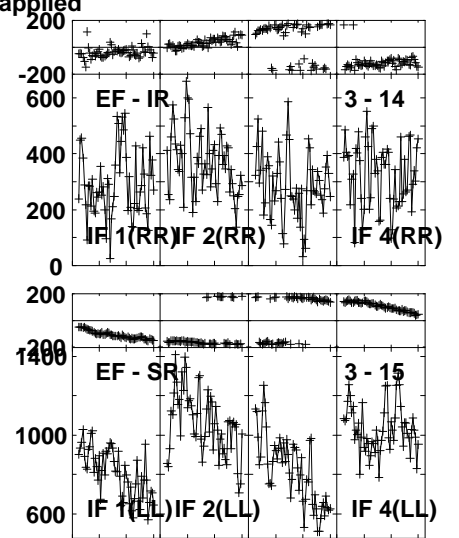 applied
200
-200
600
400
200
0
EF - IR
3 - 14
IF 1(RR)
IF 2(RR)
IF 4(RR)
200
-200
1400
1000
600
EF - SR
3 - 15
IF 1(LL)
IF 2(LL)
IF 4(LL)